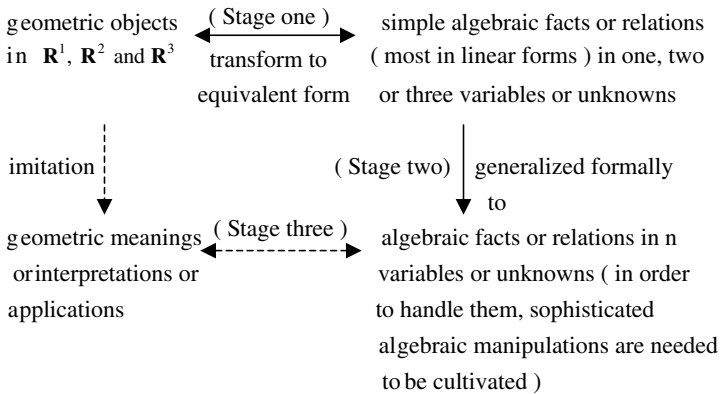 geometric objects
in R¹, R² and R³
( Stage one )
transform to
equivalent form
simple algebraic facts or relations
( most in linear forms ) in one, two
or three variables or unknowns
imitation
( Stage two)
generalized formally
to
geometric meanings
or interpretations or
applications
( Stage three )
algebraic facts or relations in n
variables or unknowns ( in order
to handle them, sophisticated
algebraic manipulations are needed
to be cultivated )